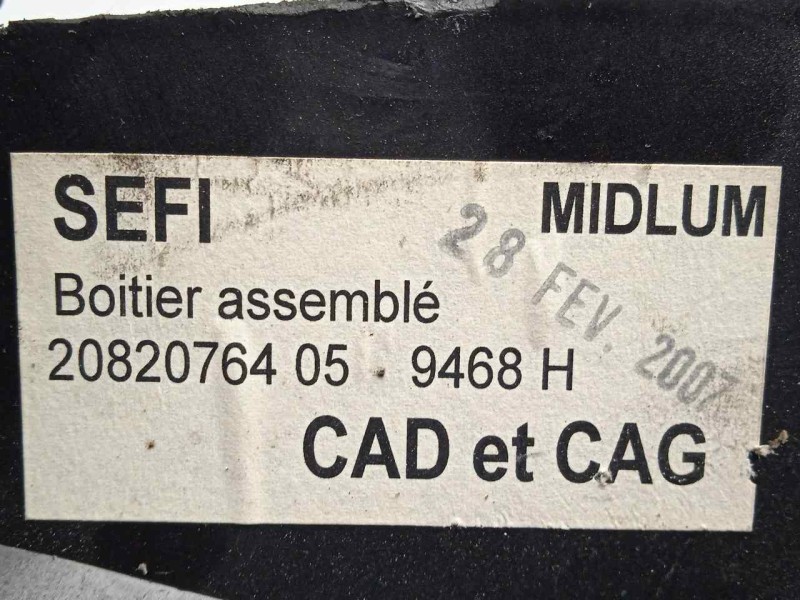 SEFI MIDLUM
28 FEV. 2007
Boitier assemblé
20820764 05 . 9468 H
CAD et CAG